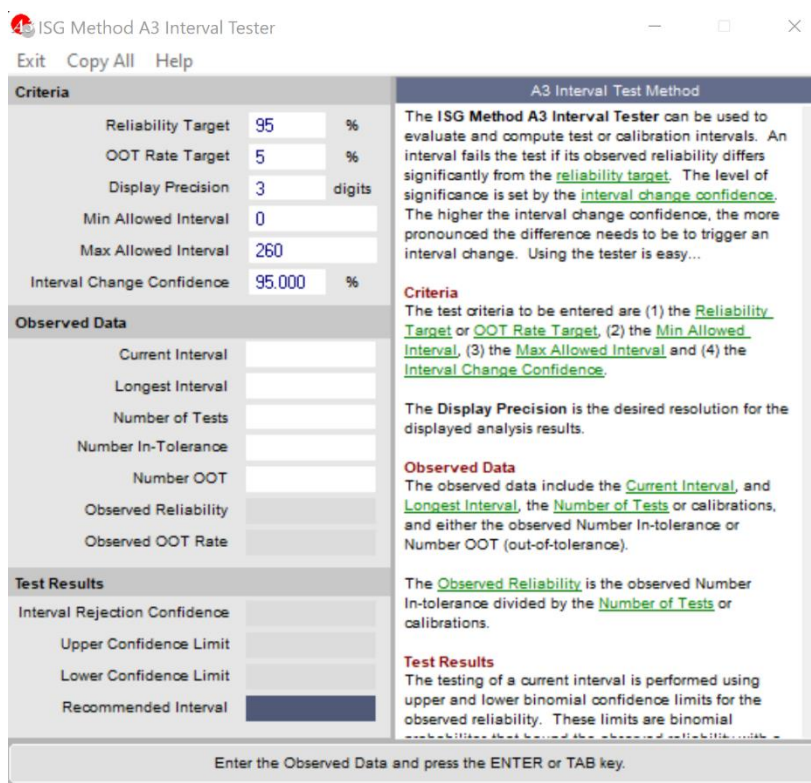 A3 ISG Method A3 Interval Tester
Exit Copy All Help
Criteria
Reliability Target 95 %
OOT Rate Target 5 %
Display Precision 3 digits
Min Allowed Interval 0
Max Allowed Interval 260
Interval Change Confidence 95.000 %
Observed Data
Current Interval
Longest Interval
Number of Tests
Number In-Tolerance
Number OOT
Observed Reliability
Observed OOT Rate
Test Results
Interval Rejection Confidence
Upper Confidence Limit
Lower Confidence Limit
Recommended Interval
A3 Interval Test Method
The ISG Method A3 Interval Tester can be used to
evaluate and compute test or calibration intervals. An
interval fails the test if its observed reliability differs
significantly from the reliability target. The level of
significance is set by the interval change confidence.
The higher the interval change confidence, the more
pronounced the difference needs to be to trigger an
interval change. Using the tester is easy...
Criteria
The test criteria to be entered are (1) the Reliability
Target or OOT Rate Target, (2) the Min Allowed
Interval, (3) the Max Allowed Interval and (4) the
Interval Change Confidence.
The Display Precision is the desired resolution for the
displayed analysis results.
Observed Data
The observed data include the Current Interval, and
Longest Interval, the Number of Tests or calibrations,
and either the observed Number In-tolerance or
Number OOT (out-of-tolerance).
The Observed Reliability is the observed Number
In-tolerance divided by the Number of Tests or
calibrations.
Test Results
The testing of a current interval is performed using
upper and lower binomial confidence limits for the
observed reliability. These limits are binomial
Enter the Observed Data and press the ENTER or TAB key.